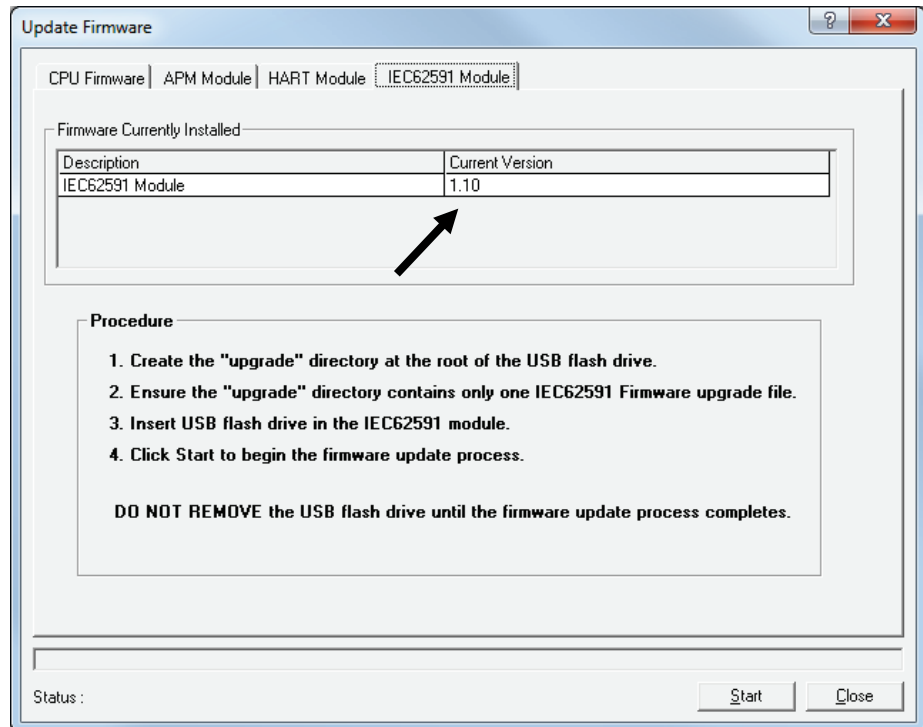 Update Firmware
CPU Firmware APM Module HART Module IEC62591 Module
Firmware Currently Installed
Description Current Version
IEC62591 Module 1.10
Procedure
1. Create the "upgrade" directory at the root of the USB flash drive.
2. Ensure the "upgrade" directory contains only one IEC62591 Firmware upgrade file.
3. Insert USB flash drive in the IEC62591 module.
4. Click Start to begin the firmware update process.
DO NOT REMOVE the USB flash drive until the firmware update process completes.
Status :
Start Close